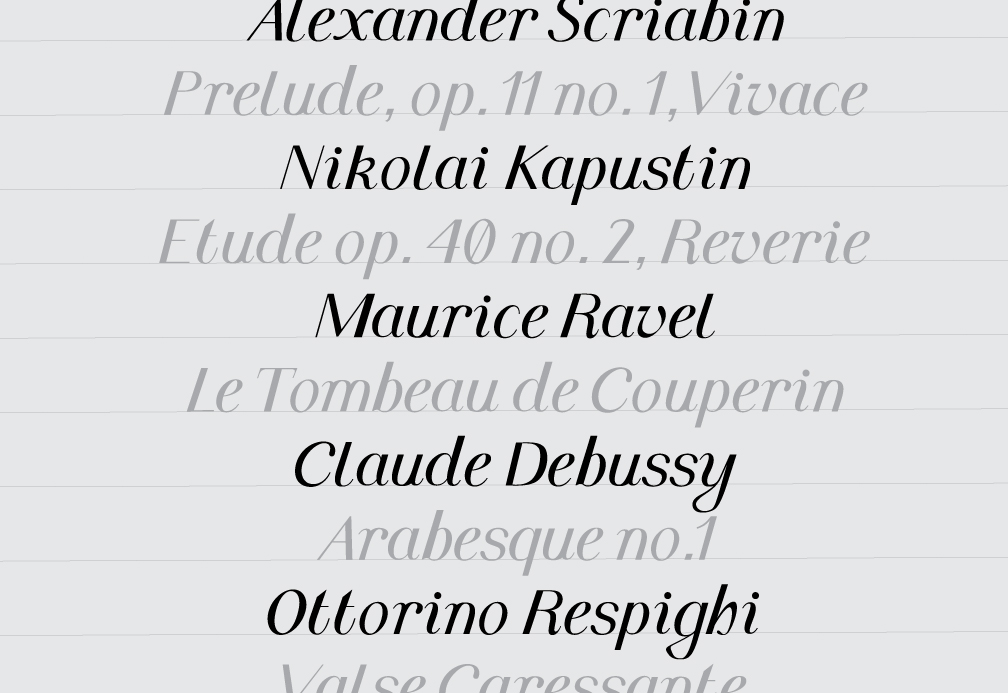 Alexander Scriabin
Prelude, op. 11 no. 1, Vivace
Nikolai Kapustin
Etude op. 40 no. 2, Reverie
Maurice Ravel
Le Tombeau de Couperin
Claude Debussy
Arabesque no.1
Ottorino Respighi
Valse Caressante